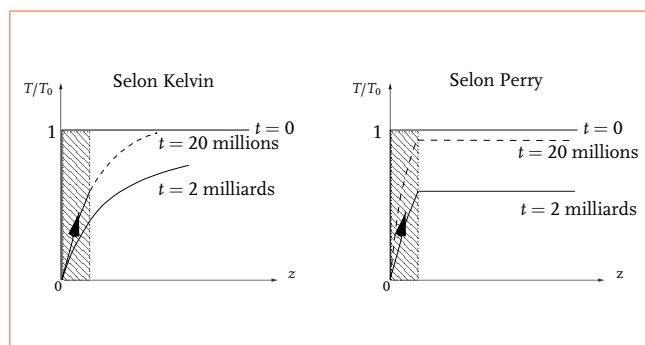 Selon Kelvin
T/T0
1
t = 0
t = 20 millions
t = 2 milliards
0
z
Selon Perry
T/T0
1
t = 0
t = 20 millions
t = 2 milliards
0
z